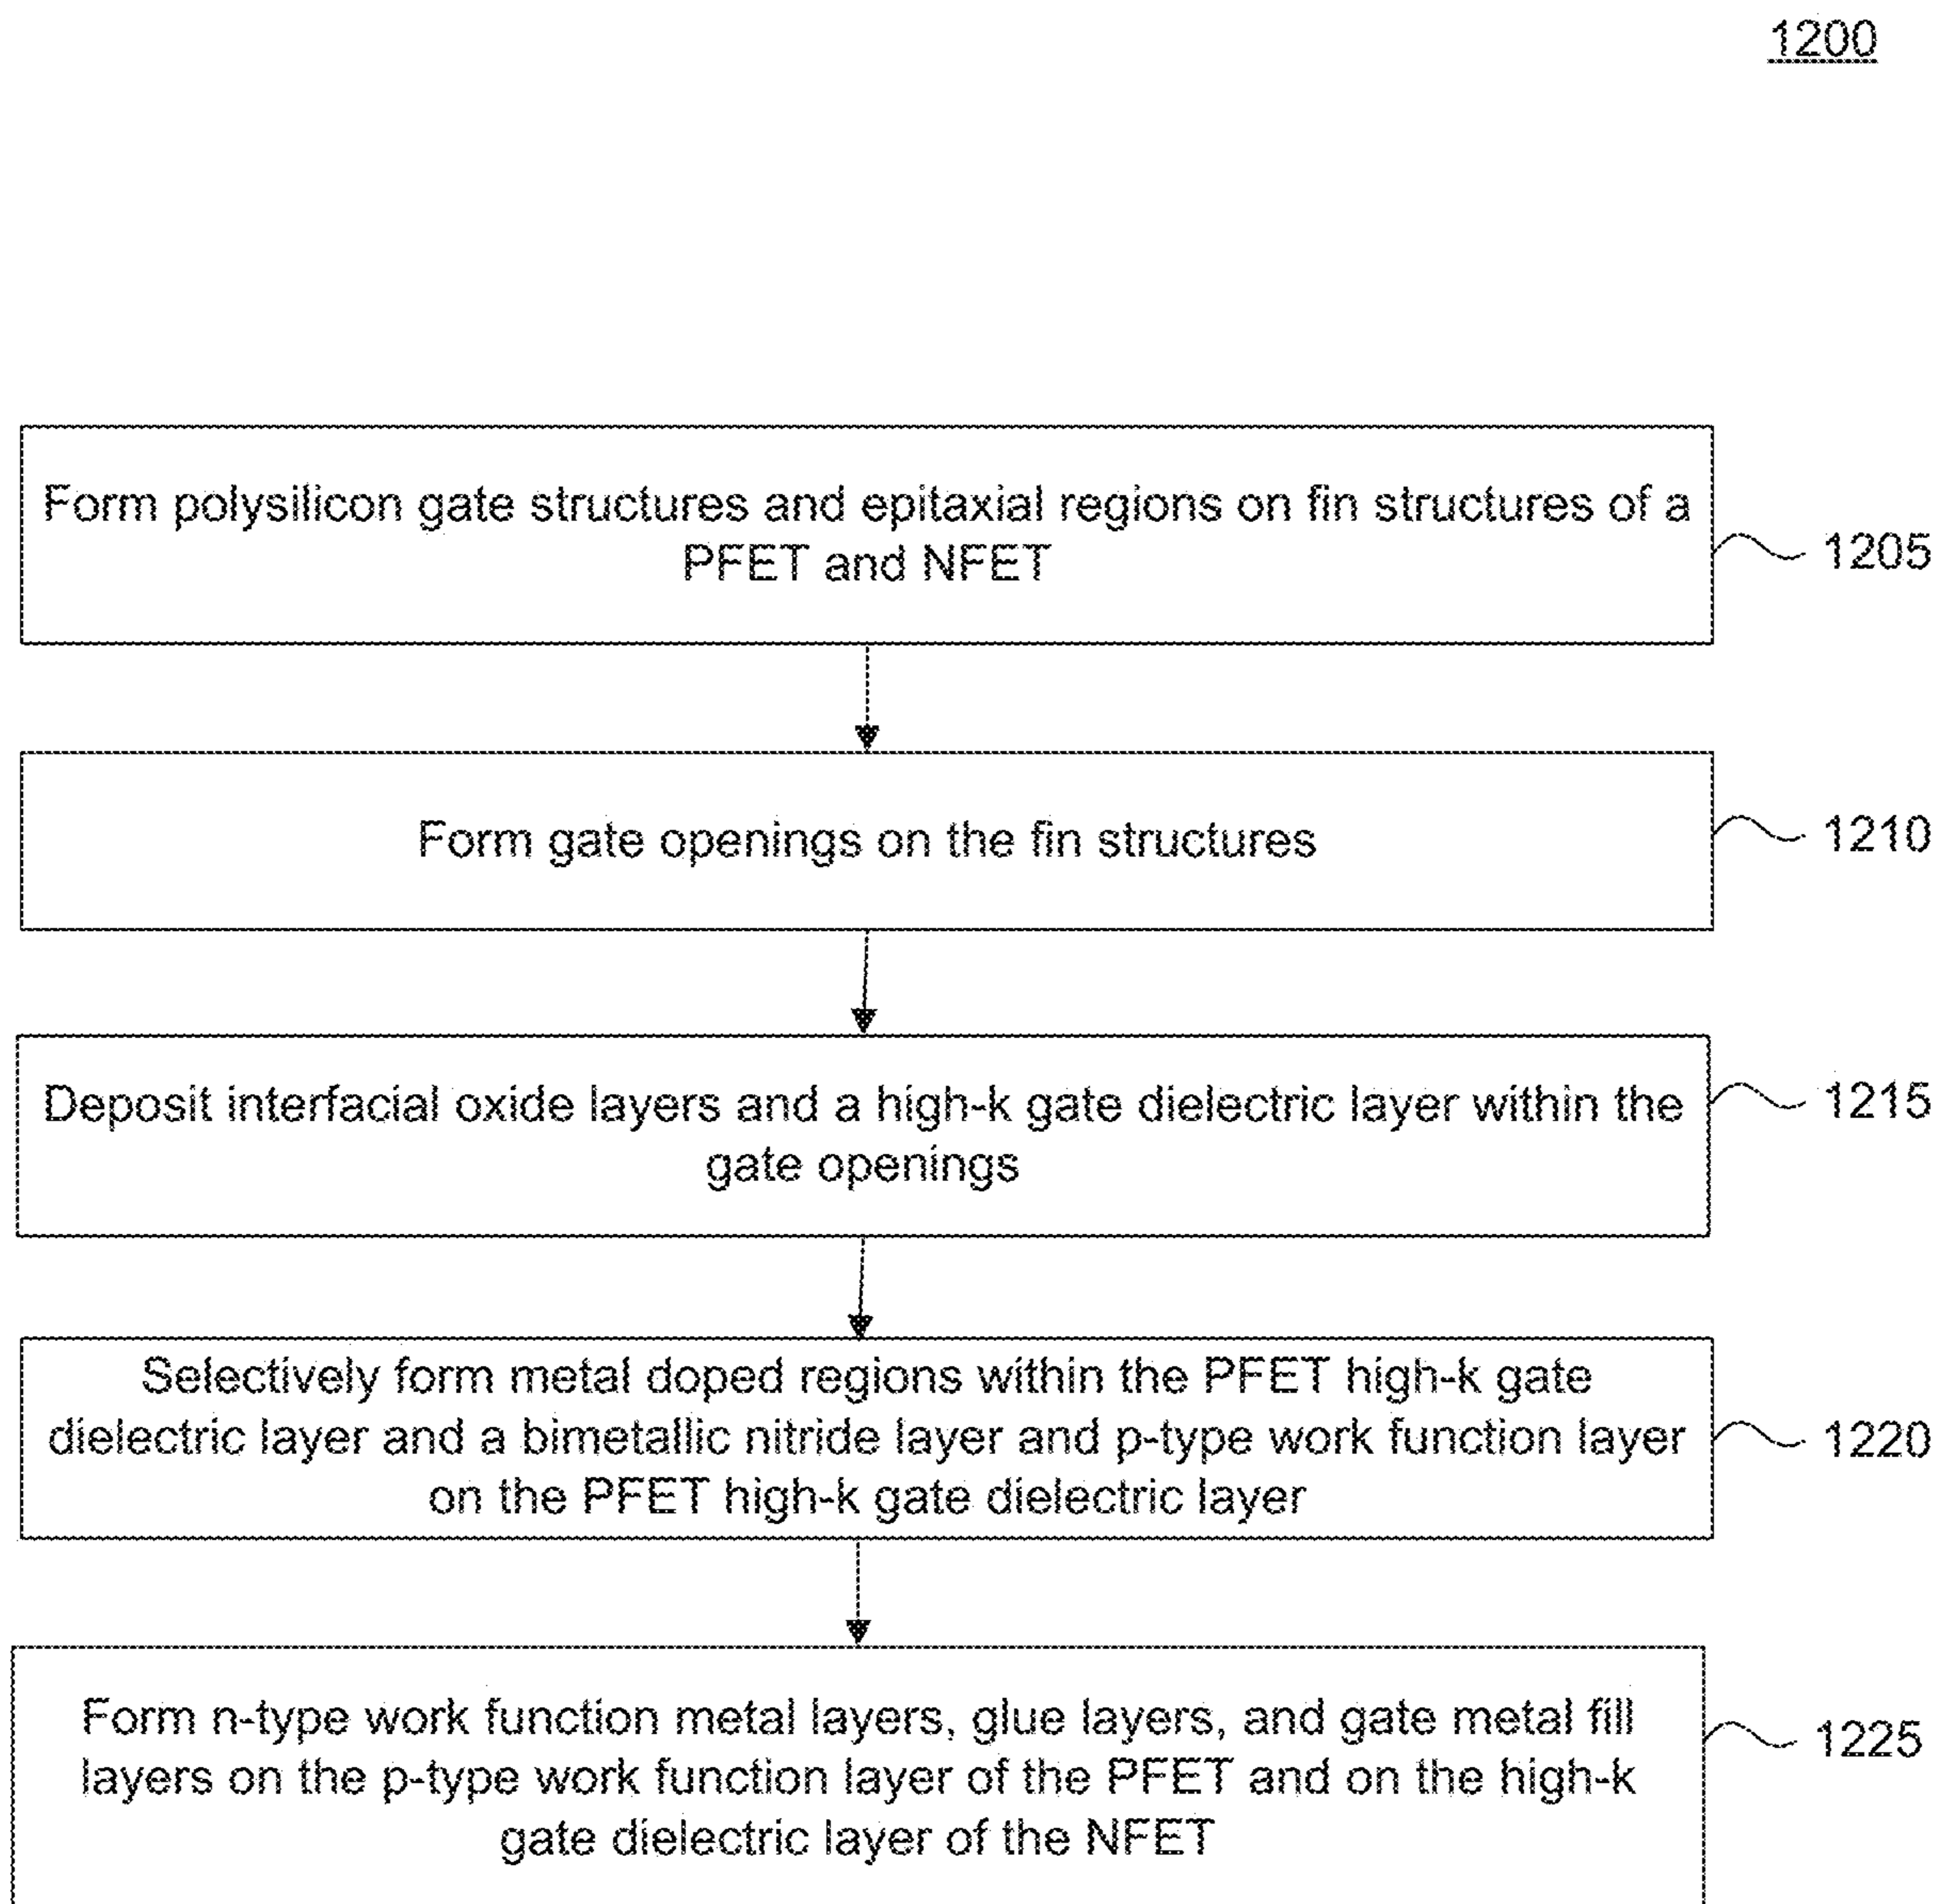 1200
Form polysilicon gate structures and epitaxial regions on fin structures of a
PFET and NFET
1205
Form gate openings on the fin structures
1210
Deposit interfacial oxide layers and a high-k gate dielectric layer within the
gate openings
1215
Selectively form metal doped regions within the PFET high-k gate
dielectric layer and a bimetallic nitride layer and p-type work function layer
on the PFET high-k gate dielectric layer
1220
Form n-type work function metal layers, glue layers, and gate metal fill
layers on the p-type work function layer of the PFET and on the high-k
gate dielectric layer of the NFET
1225